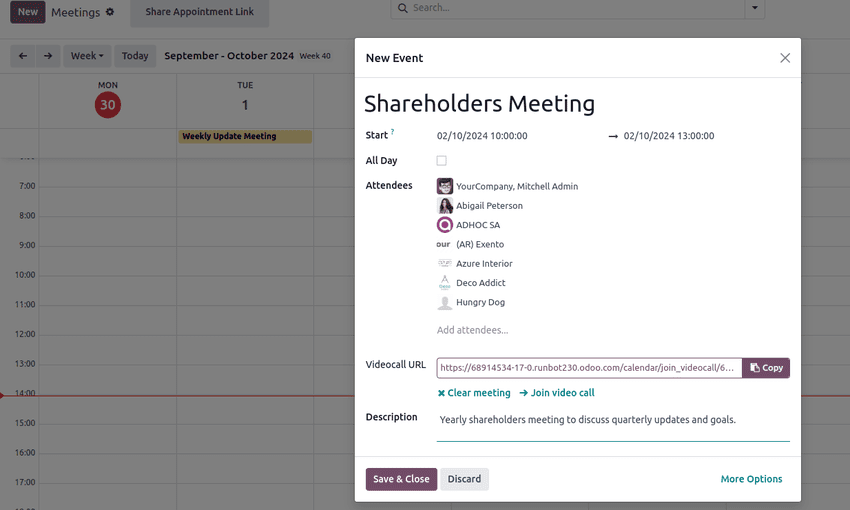 New Meetings Share Appointment Link Search...
Week Today September - October 2024 Week 40
MON TUE
30 1
Weekly Update Meeting
7:00
8:00
9:00
10:00
11:00
12:00
13:00
14:00
15:00
16:00
17:00
New Event
Shareholders Meeting
Start ? 02/10/2024 10:00:00 → 02/10/2024 13:00:00
All Day
Attendees YourCompany, Mitchell Admin
Abigail Peterson
ADHOC SA
(AR) Exento
Azure Interior
Deco Addict
Hungry Dog
Add attendees...
Videocall URL https://68914534-17-0.runbot230.odoo.com/calendar/join_videocall/6... Copy
Clear meeting Join video call
Description Yearly shareholders meeting to discuss quarterly updates and goals.
Save & Close Discard More Options